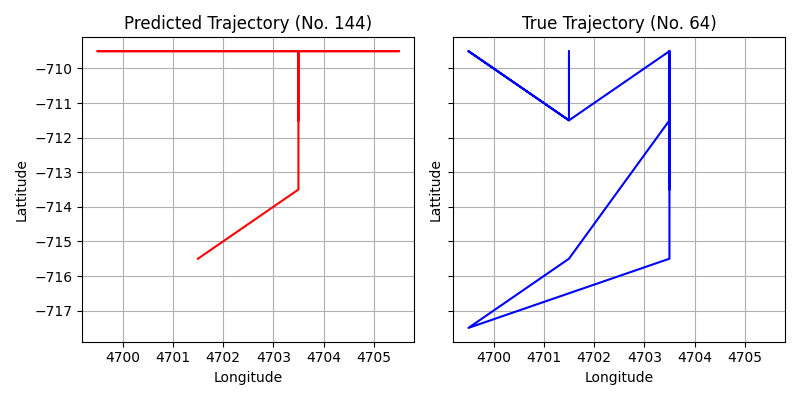 Predicted Trajectory (No. 144)
Lattitude
−710
−711
−712
−713
−714
−715
−716
−717
4700 4701 4702 4703 4704 4705
Longitude
True Trajectory (No. 64)
Lattitude
4700 4701 4702 4703 4704 4705
Longitude